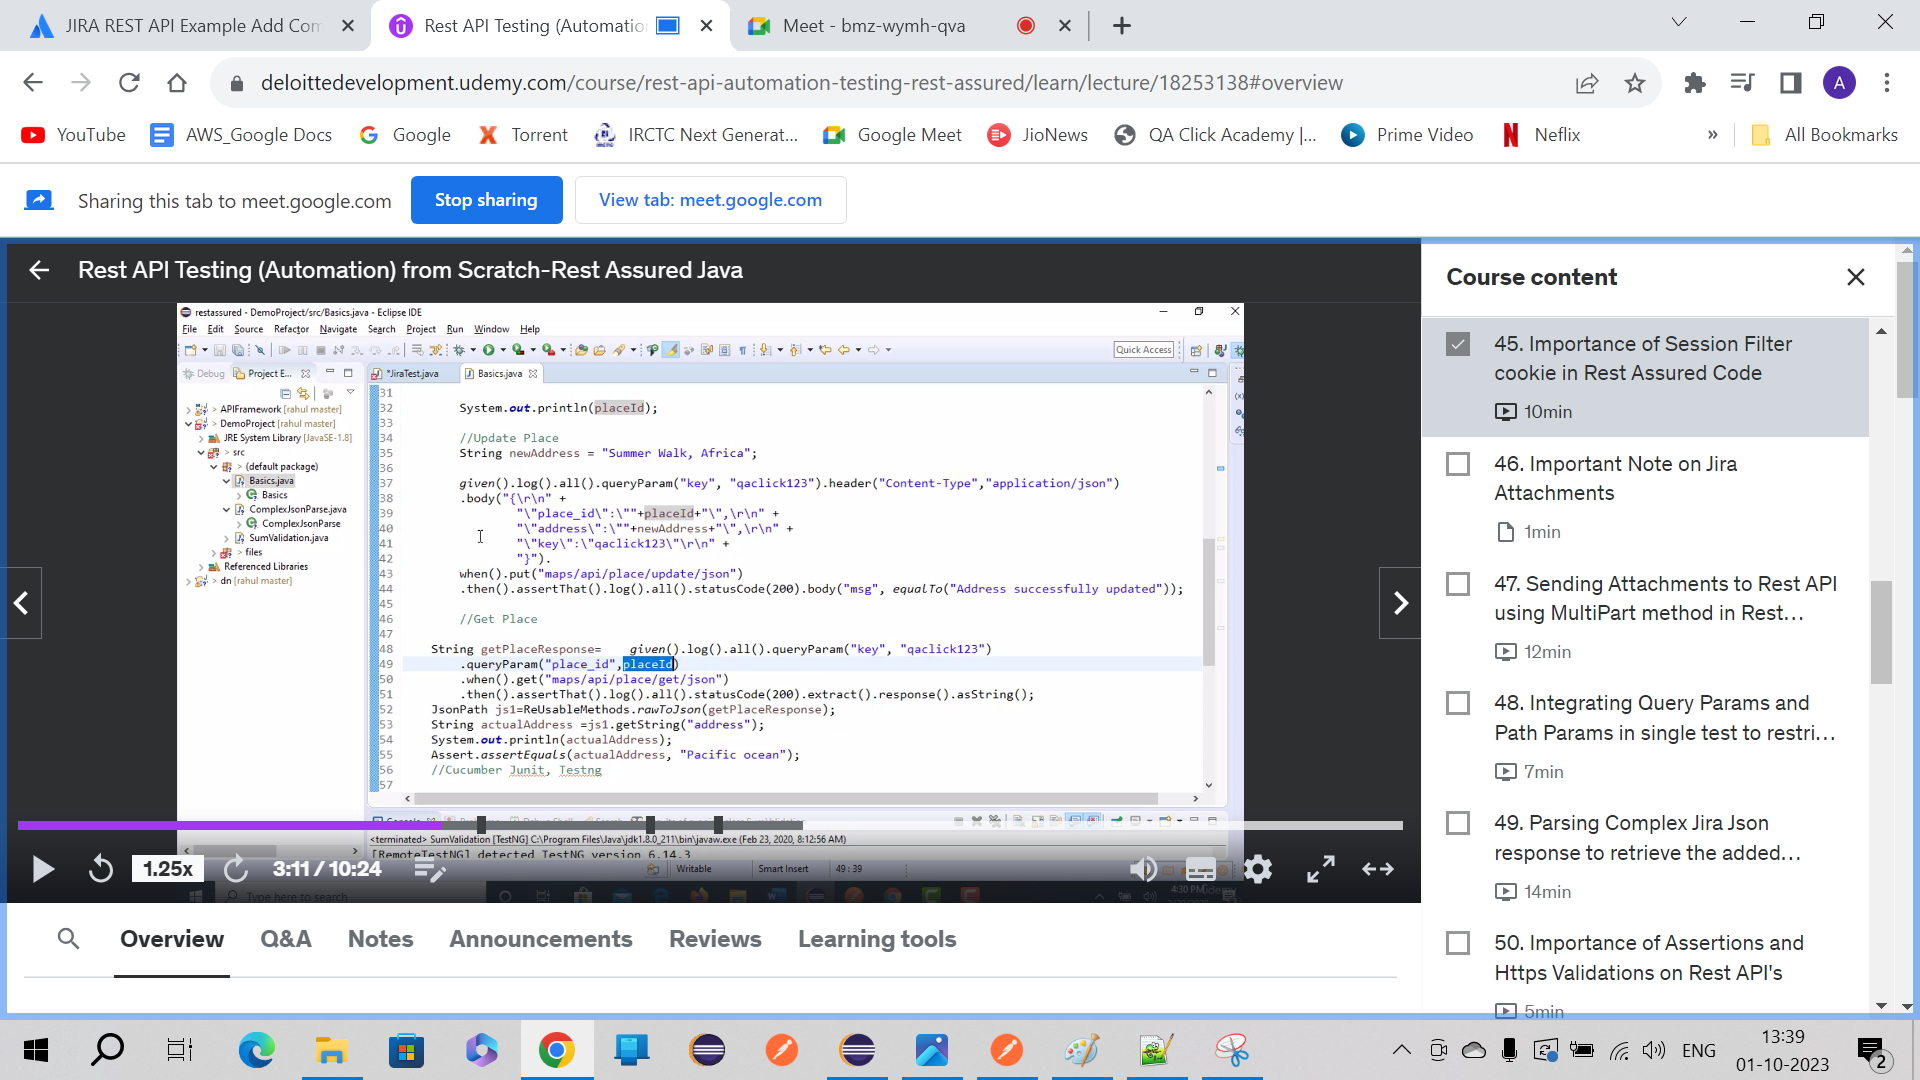 JIRA REST API Example Add Com
Rest API Testing (Automatio
Meet - bmz-wymh-qva
deloittedevelopment.udemy.com/course/rest-api-automation-testing-rest-assured/learn/lecture/18253138#overview
A
YouTube AWS_Google Docs Google Torrent IRCTC Next Generat... Google Meet JioNews QA Click Academy |... Prime Video Neflix » All Bookmarks
Sharing this tab to meet.google.com Stop sharing View tab: meet.google.com
Rest API Testing (Automation) from Scratch-Rest Assured Java
restassured - DemoProject/src/Basics.java - Eclipse IDE
File Edit Source Refactor Navigate Search Project Run Window Help
Quick Access
Debug Project E...
*JiraTest.java Basics.java
> APIFramework [rahul master]
> DemoProject [rahul master]
JRE System Library [JavaSE-1.8]
> src
> (default package)
Basics.java
Basics
ComplexJsonParse.java
ComplexJsonParse
SumValidation.java
> files
Referenced Libraries
> dn [rahul master]
31
32 System.out.println(placeId);
33
34 //Update Place
35 String newAddress = "Summer Walk, Africa";
36
37 given().log().all().queryParam("key", "qaclick123").header("Content-Type","application/json")
38 .body("{\r\n" +
39 "\"place_id\":\""+placeId+"\",\r\n" +
40 "\"address\":\""+newAddress+"\",\r\n" +
41 "\"key\":\"qaclick123\"\r\n" +
42 "}").
43 when().put("maps/api/place/update/json")
44 .then().assertThat().log().all().statusCode(200).body("msg", equalTo("Address successfully updated"));
45
46 //Get Place
47
48 String getPlaceResponse= given().log().all().queryParam("key", "qaclick123")
49 .queryParam("place_id",placeId)
50 .when().get("maps/api/place/get/json")
51 .then().assertThat().log().all().statusCode(200).extract().response().asString();
52 JsonPath js1=ReUsableMethods.rawToJson(getPlaceResponse);
53 String actualAddress =js1.getString("address");
54 System.out.println(actualAddress);
55 Assert.assertEquals(actualAddress, "Pacific ocean");
56 //Cucumber Junit, Testng
57
<terminated> SumValidation [TestNG] C:\Program Files\Java\jdk1.8.0_211\bin\javaw.exe (Feb 23, 2020, 8:12:56 AM)
[RemoteTestNG] detected TestNG version 6.14.3
Writable Smart Insert 49 : 39
1.25x 3:11 / 10:24
Type here to search
4:30 PM
Overview Q&A Notes Announcements Reviews Learning tools
Course content
45. Importance of Session Filter
cookie in Rest Assured Code
10min
46. Important Note on Jira
Attachments
1min
47. Sending Attachments to Rest API
using MultiPart method in Rest...
12min
48. Integrating Query Params and
Path Params in single test to restri...
7min
49. Parsing Complex Jira Json
response to retrieve the added...
14min
50. Importance of Assertions and
Https Validations on Rest API's
5min
ENG
13:39
01-10-2023
2